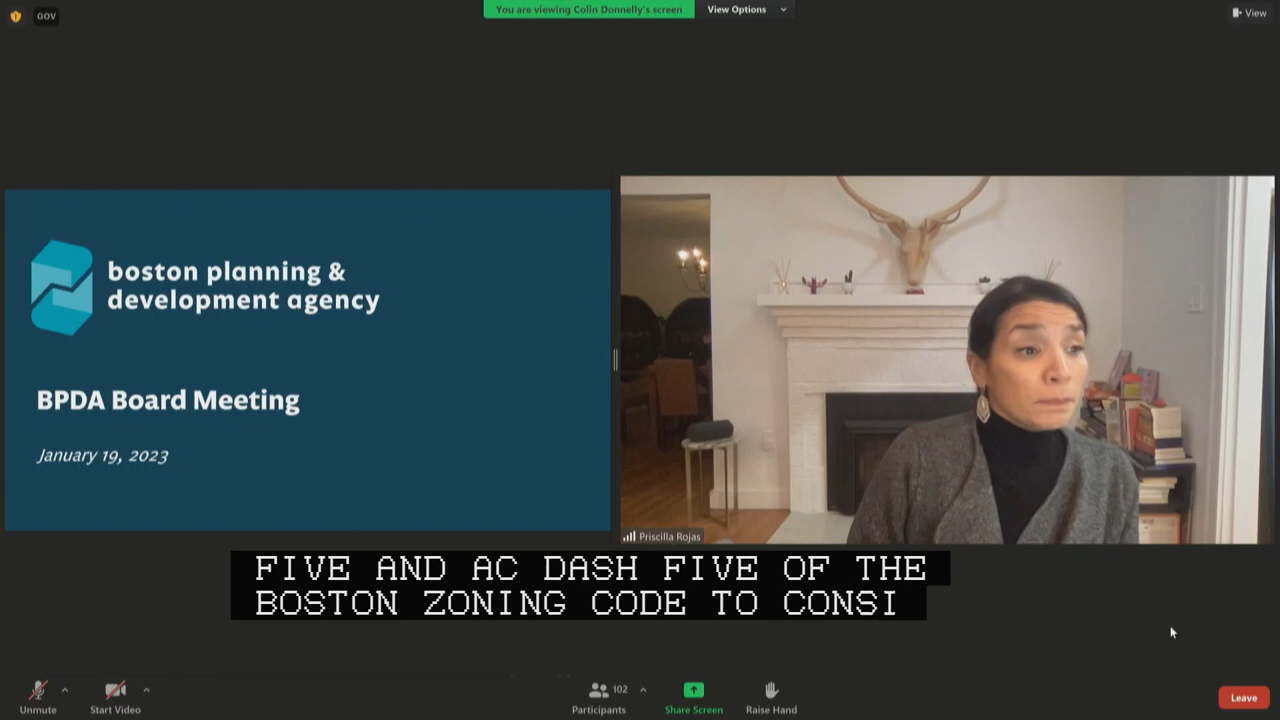 GOV
You are viewing Colin Donnelly's screen
View Options
View
boston planning &
development agency
BPDA Board Meeting
January 19, 2023
Priscilla Rojas
FIVE AND AC DASH FIVE OF THE
BOSTON ZONING CODE TO CONSI
Unmute
Start Video
102
Participants
Share Screen
Raise Hand
Leave